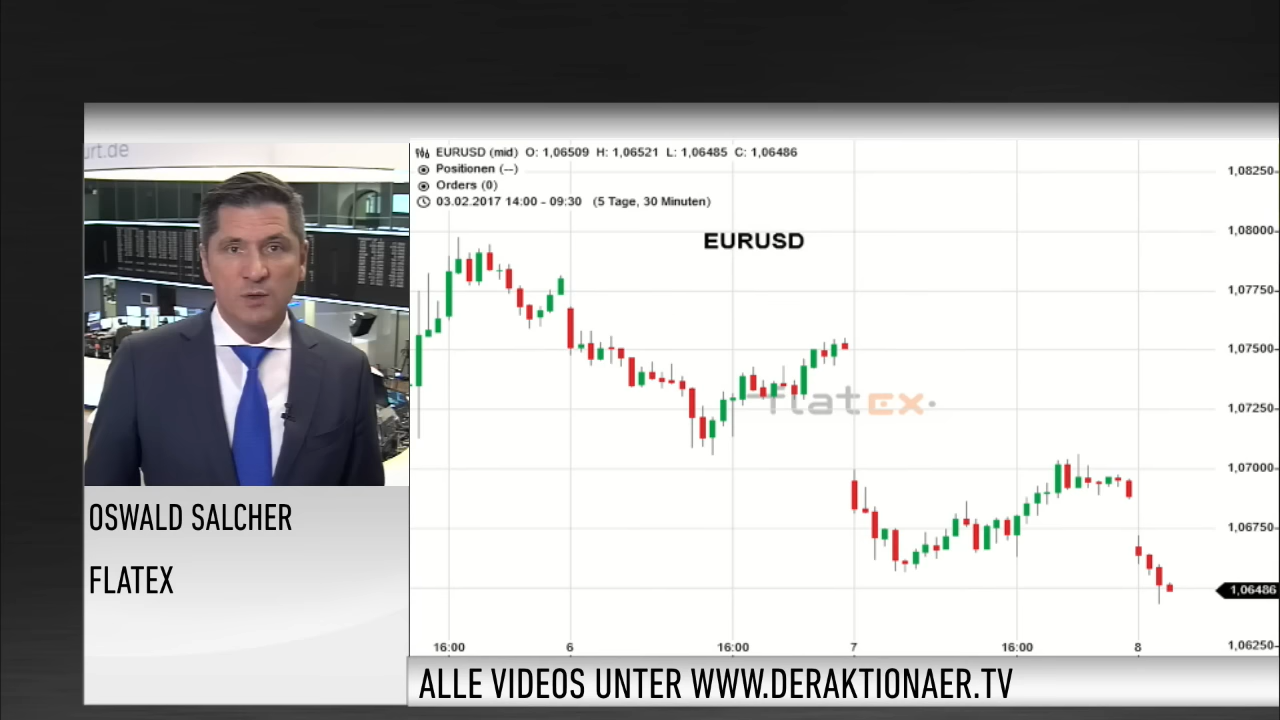 urt.de
EURUSD (mid) O: 1,06509 H: 1,06521 L: 1,06485 C: 1,06486
Positionen (--)
Orders (0)
03.02.2017 14:00 - 09:30 (5 Tage, 30 Minuten)
EURUSD
1,08250
1,08000
1,07750
1,07500
1,07250
1,07000
1,06750
1,06486
1,06250
flatex
16:00 6 16:00 7 16:00 8
OSWALD SALCHER
FLATEX
ALLE VIDEOS UNTER WWW.DERAKTIONAER.TV